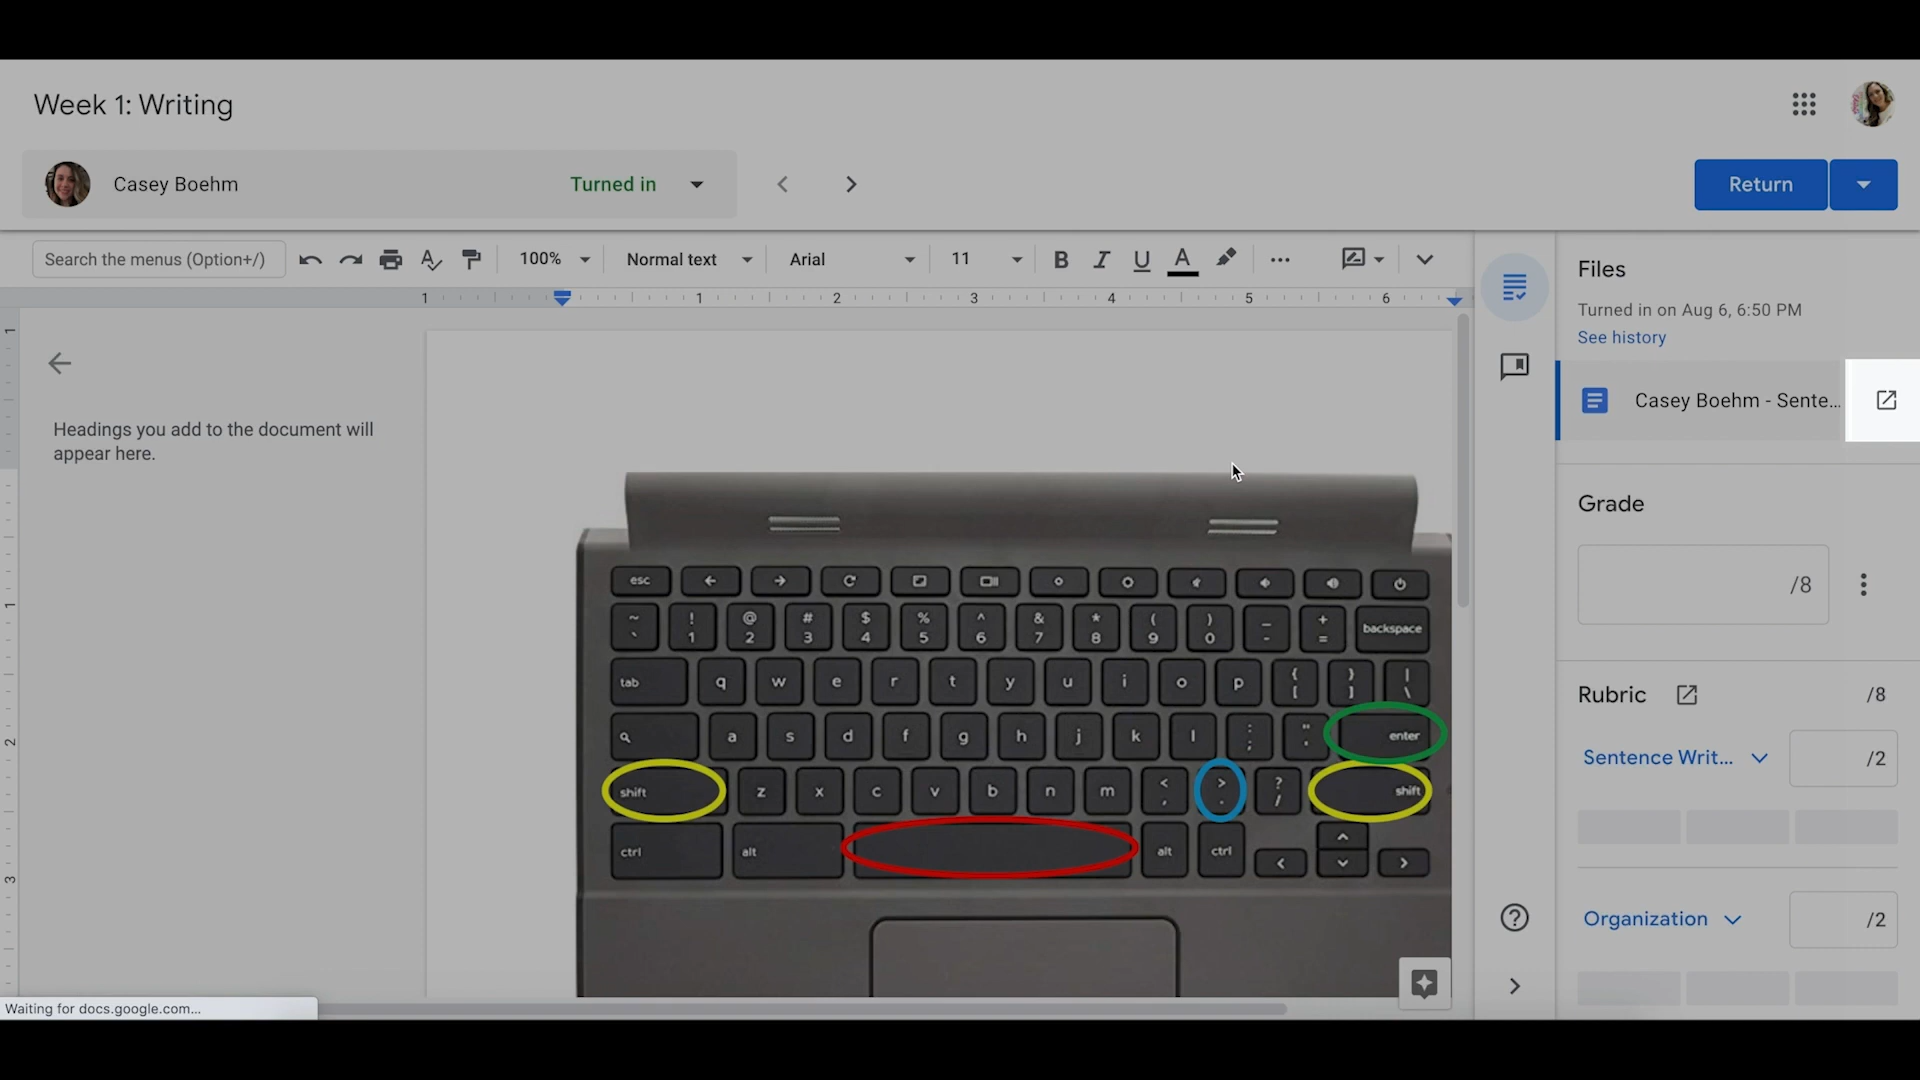 Week 1: Writing
Casey Boehm
Turned in
Return
Search the menus (Option+/)
100%
Normal text
Arial
11
B I U A
1 1 2 3 4 5 6
Files
Turned in on Aug 6, 6:50 PM
See history
Casey Boehm - Sente...
Headings you add to the document will
appear here.
Grade
/8
Rubric
/8
Sentence Writ...
/2
Organization
/2
1
1
2
3
esc
~ ` ! 1 @ 2 # 3 $ 4 % 5 ^ 6 & 7 * 8 ( 9 ) 0 _ - + = backspace
tab q w e r t y u i o p { [ } ] | \
a s d f g h j k l : ; " ' enter
shift z x c v b n m < , > . ? / shift
ctrl alt alt ctrl
Waiting for docs.google.com...